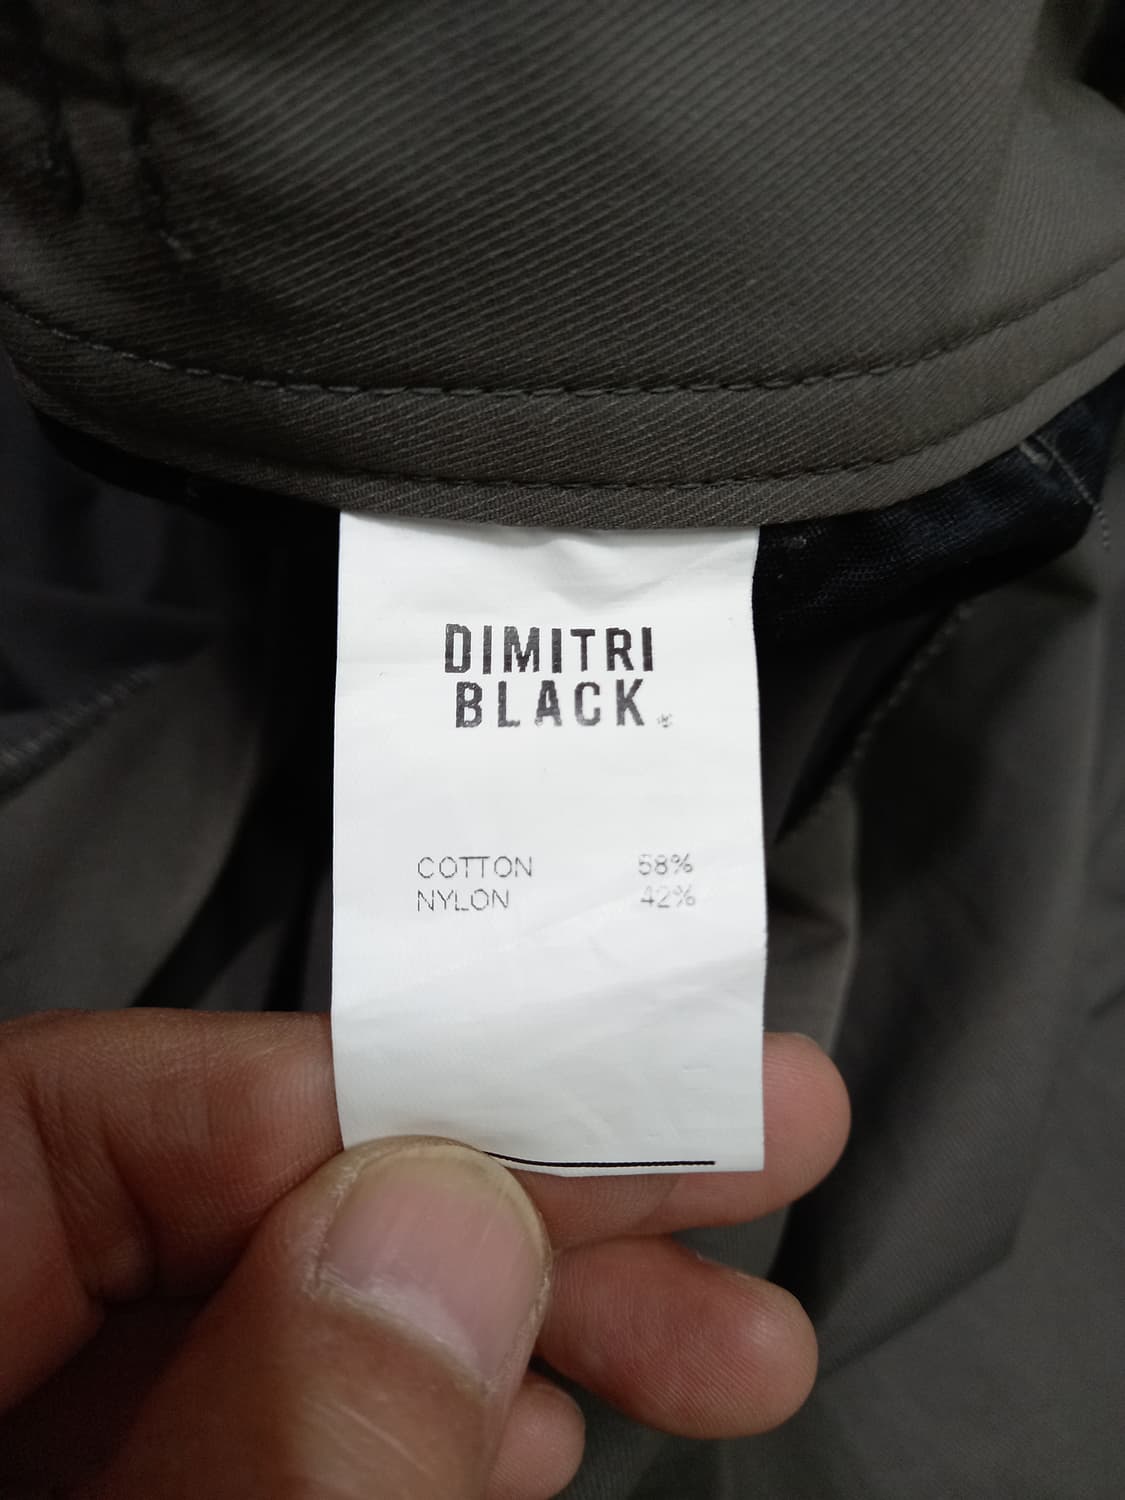 DIMITRI
BLACK®
COTTON 58%
NYLON 42%